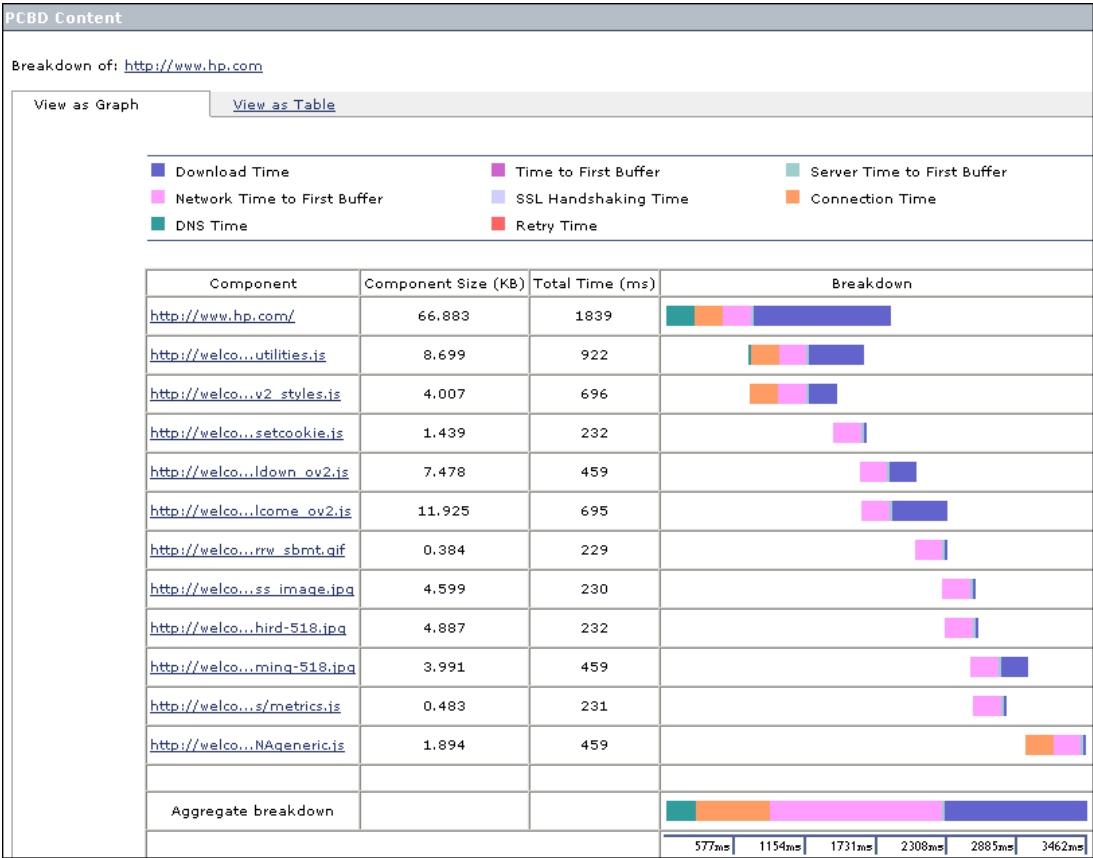 PCBD Content
Breakdown of: http://www.hp.com
View as Graph View as Table
Download Time Time to First Buffer Server Time to First Buffer
Network Time to First Buffer SSL Handshaking Time Connection Time
DNS Time Retry Time
Component Component Size (KB) Total Time (ms) Breakdown
http://www.hp.com/ 66.883 1839
http://welco...utilities.js 8.699 922
http://welco...v2_styles.js 4.007 696
http://welco...setcookie.js 1.439 232
http://welco...ldown_ov2.js 7.478 459
http://welco...lcome_ov2.js 11.925 695
http://welco...rrw_sbmt.gif 0.384 229
http://welco...ss_image.jpg 4.599 230
http://welco...hird-518.jpg 4.887 232
http://welco...ming-518.jpg 3.991 459
http://welco...s/metrics.js 0.483 231
http://welco...NAgeneric.js 1.894 459
Aggregate breakdown
577ms 1154ms 1731ms 2308ms 2885ms 3462ms